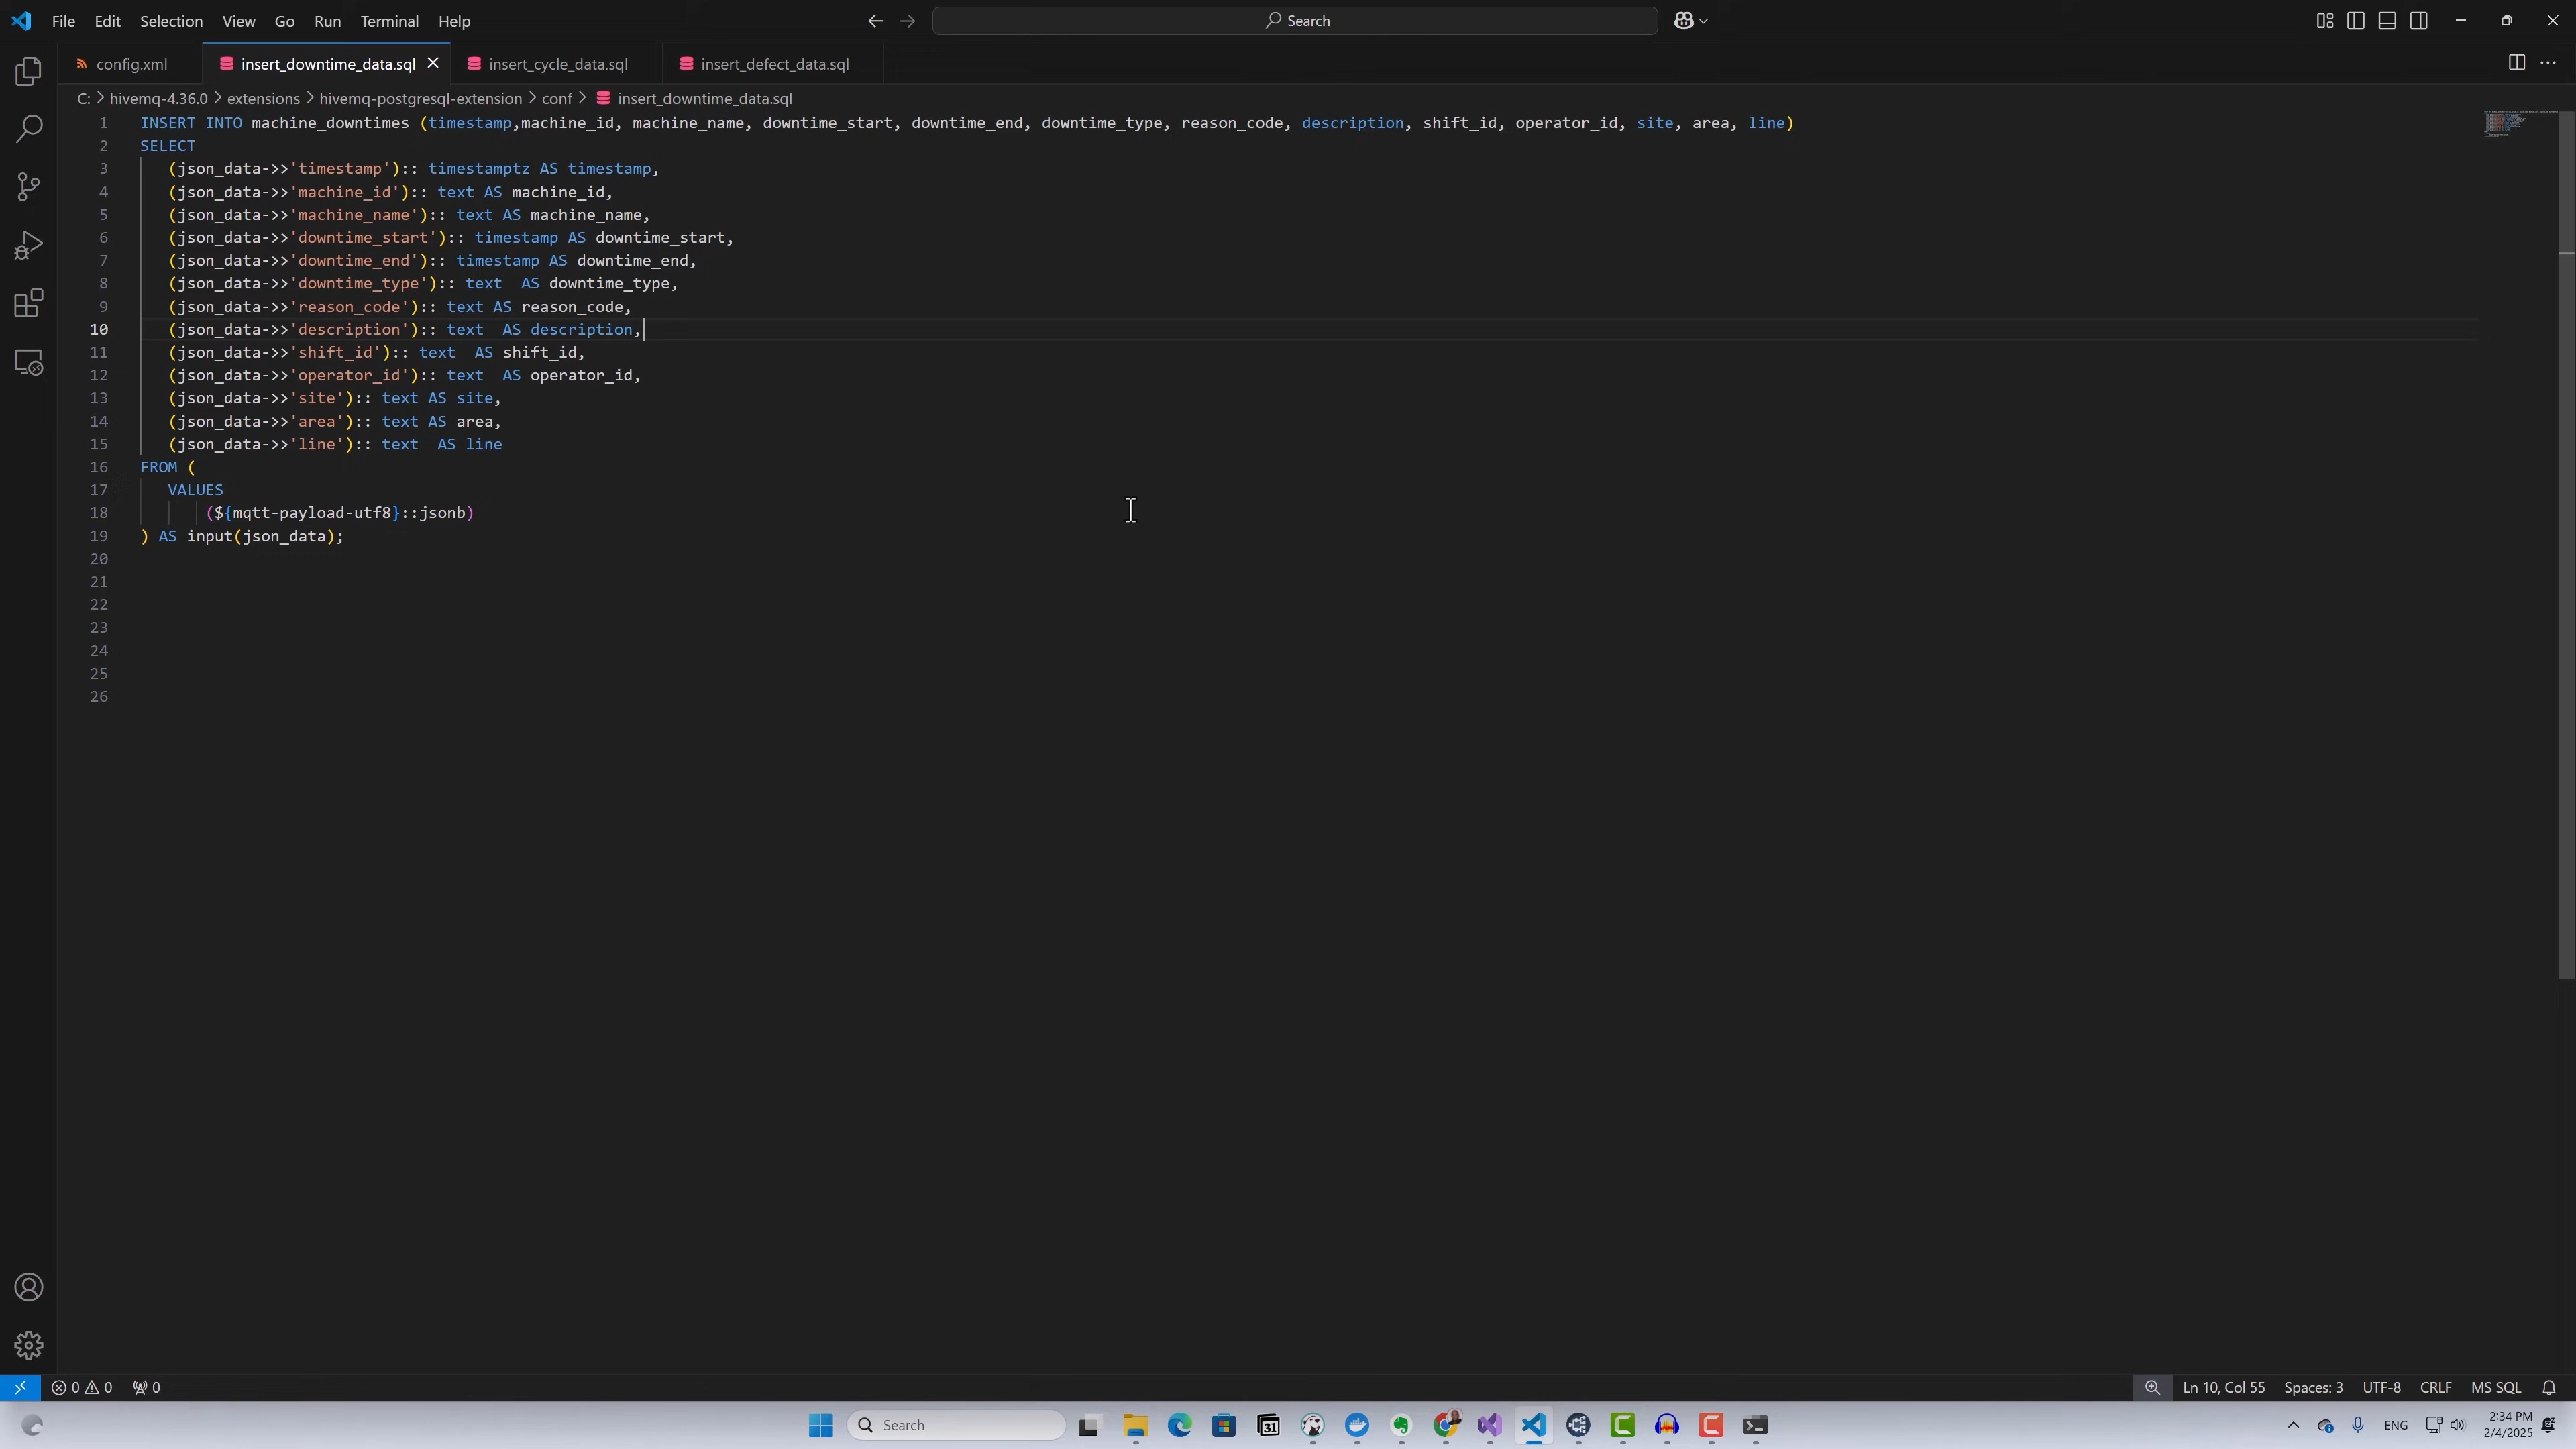 File Edit Selection View Go Run Terminal Help
Search
config.xml insert_downtime_data.sql insert_cycle_data.sql insert_defect_data.sql
C: > hivemq-4.36.0 > extensions > hivemq-postgresql-extension > conf > insert_downtime_data.sql
1 INSERT INTO machine_downtimes (timestamp,machine_id, machine_name, downtime_start, downtime_end, downtime_type, reason_code, description, shift_id, operator_id, site, area, line)
2 SELECT
3 (json_data->>'timestamp'):: timestamptz AS timestamp,
4 (json_data->>'machine_id'):: text AS machine_id,
5 (json_data->>'machine_name'):: text AS machine_name,
6 (json_data->>'downtime_start'):: timestamp AS downtime_start,
7 (json_data->>'downtime_end'):: timestamp AS downtime_end,
8 (json_data->>'downtime_type'):: text  AS downtime_type,
9 (json_data->>'reason_code'):: text AS reason_code,
10 (json_data->>'description'):: text  AS description,
11 (json_data->>'shift_id'):: text  AS shift_id,
12 (json_data->>'operator_id'):: text  AS operator_id,
13 (json_data->>'site'):: text AS site,
14 (json_data->>'area'):: text AS area,
15 (json_data->>'line'):: text  AS line
16 FROM (
17 VALUES
18 (${mqtt-payload-utf8}::jsonb)
19 ) AS input(json_data);
20
21
22
23
24
25
26
0 0 0 Ln 10, Col 55 Spaces: 3 UTF-8 CRLF MS SQL
Search 31 ENG 2:34 PM
2/4/2025